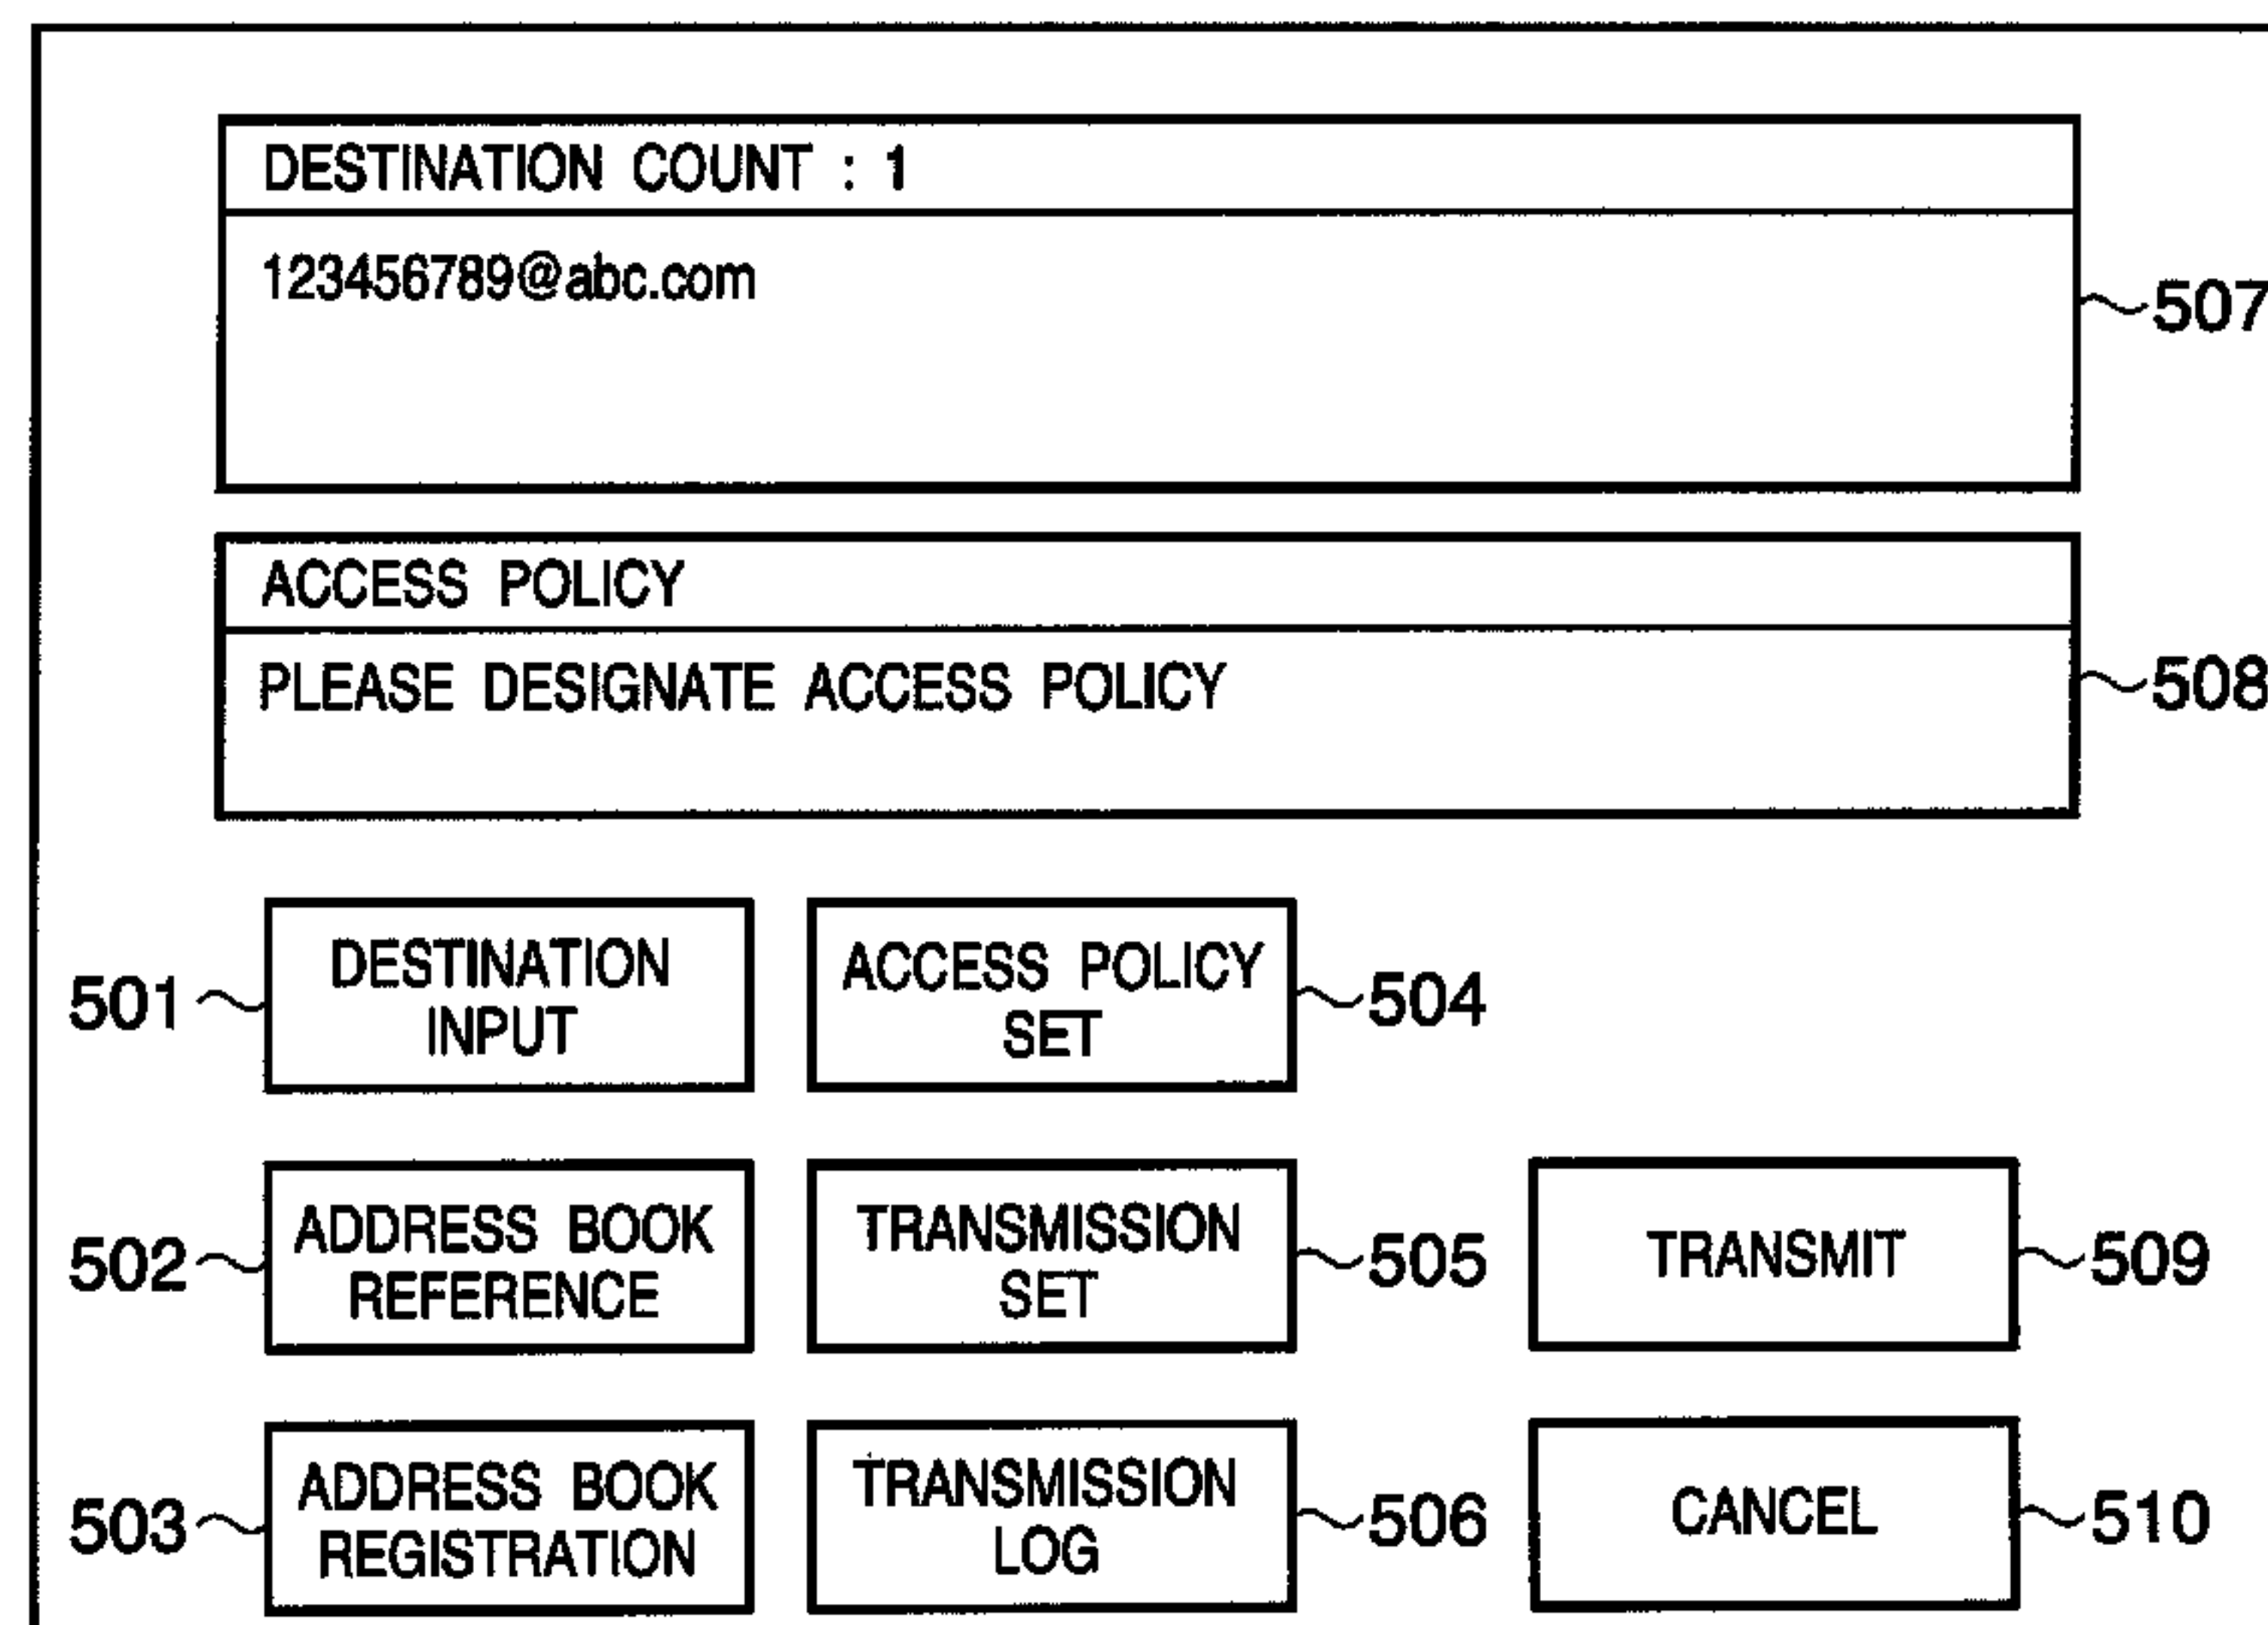 DESTINATION COUNT : 1
123456789@abc.com
507
ACCESS POLICY
PLEASE DESIGNATE ACCESS POLICY
508
501
DESTINATION
INPUT
ACCESS POLICY
SET
504
502
ADDRESS BOOK
REFERENCE
TRANSMISSION
SET
505
TRANSMIT
509
503
ADDRESS BOOK
REGISTRATION
TRANSMISSION
LOG
506
CANCEL
510